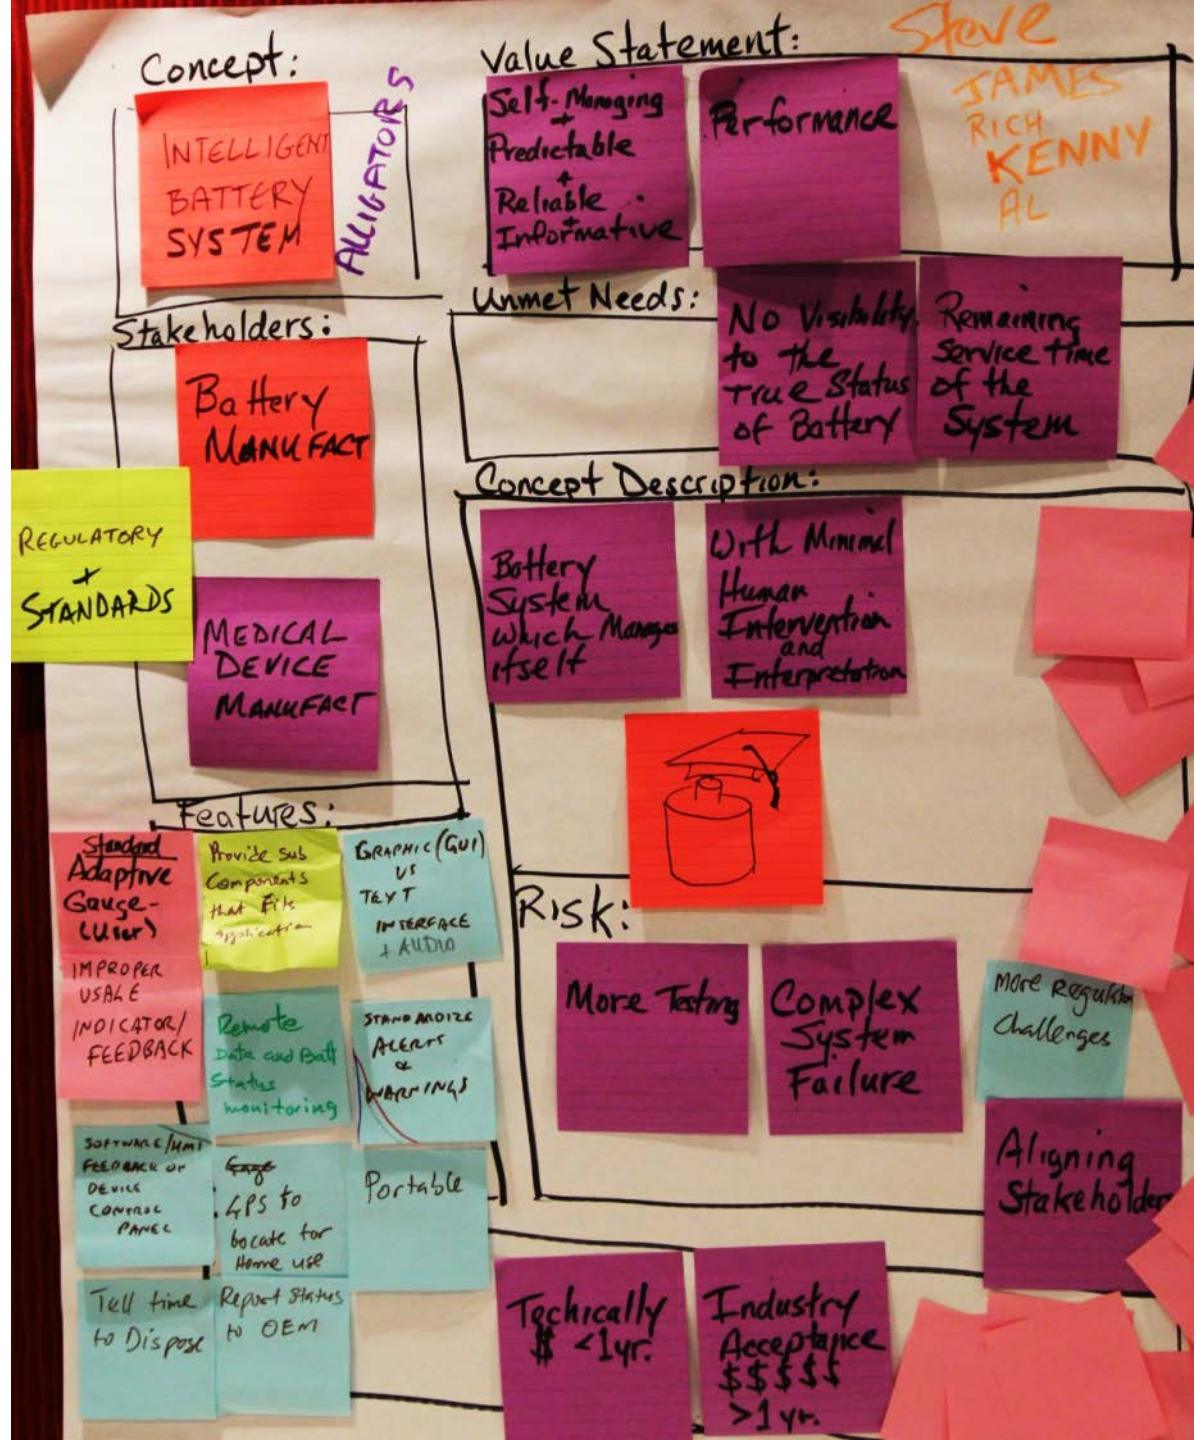 Concept:
INTELLIGENT
BATTERY
SYSTEM
ALLIGATORS
Value Statement:
Self-Managing
+
Predictable
+
Reliable
+
Informative
Performance
Steve
JAMES
RICH
KENNY
AL
Stakeholders:
Battery
MANUFACT
REGULATORY
+
STANDARDS
MEDICAL
DEVICE
MANUFACT
Unmet Needs:
No Visibility
to the
True Status
of Battery
Remaining
Service Time
of the
System
Concept Description:
Battery
System
which Manages
itself
With Minimal
Human
Intervention
and
Interpretation
Features:
Standard
Adaptive
Gauge-
(User)
IMPROPER
USAGE
INDICATOR/
FEEDBACK
Provide sub
Components
that Fits
Application
GRAPHIC (GUI)
VS
TEXT
INTERFACE
+ AUDIO
Remote
Data and Batt
Status
monitoring
STANDARDIZE
ALERTS
&
WARNINGS
SOFTWARE/HMI
FEEDBACK OF
DEVICE
CONTROL
PANEL
Gage
GPS to
locate for
Home use
Portable
Tell time
to Dispose
Report Status
to OEM
Risk:
More Testing
Complex
System
Failure
More Regulator
Challenges
Aligning
Stakeholders
Techically
$ <1yr.
Industry
Acceptance
$$$$$
>1 yr.